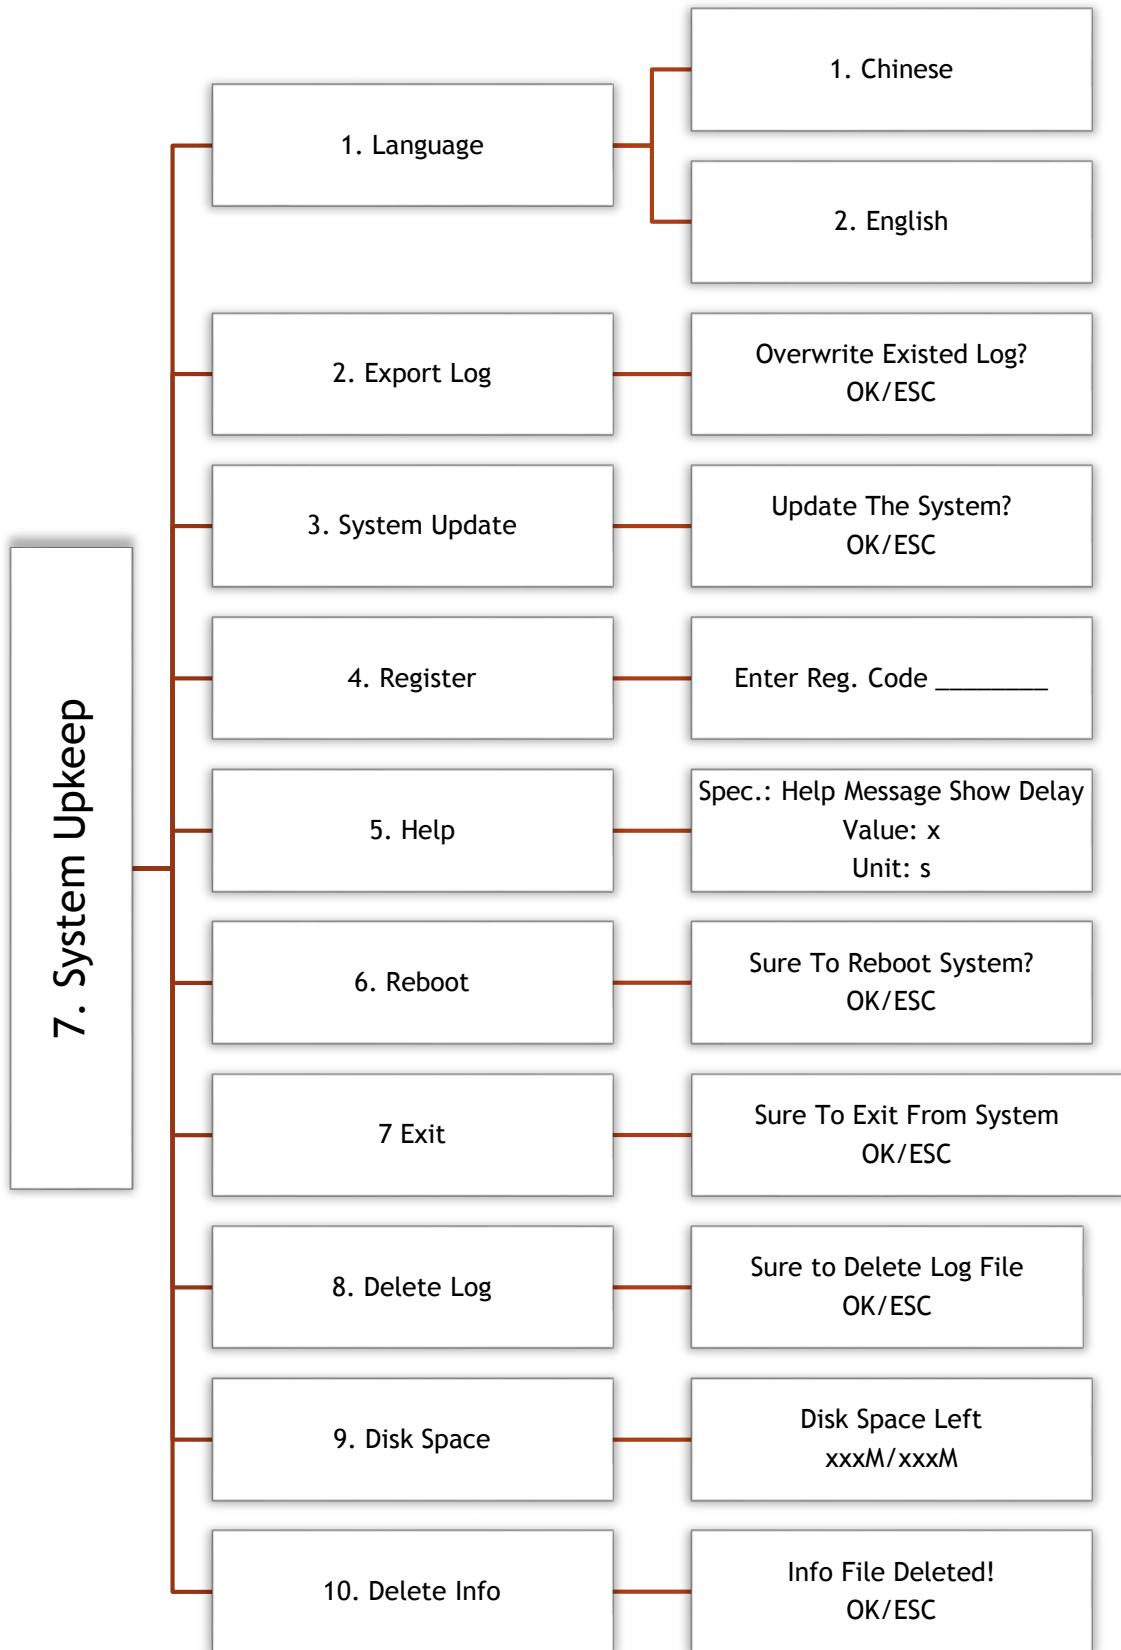 7. System Upkeep
1. Language
1. Chinese
2. English
2. Export Log
Overwrite Existed Log?
OK/ESC
3. System Update
Update The System?
OK/ESC
4. Register
Enter Reg. Code ________
5. Help
Spec.: Help Message Show Delay
Value: x
Unit: s
6. Reboot
Sure To Reboot System?
OK/ESC
7 Exit
Sure To Exit From System
OK/ESC
8. Delete Log
Sure to Delete Log File
OK/ESC
9. Disk Space
Disk Space Left
xxxM/xxxM
10. Delete Info
Info File Deleted!
OK/ESC